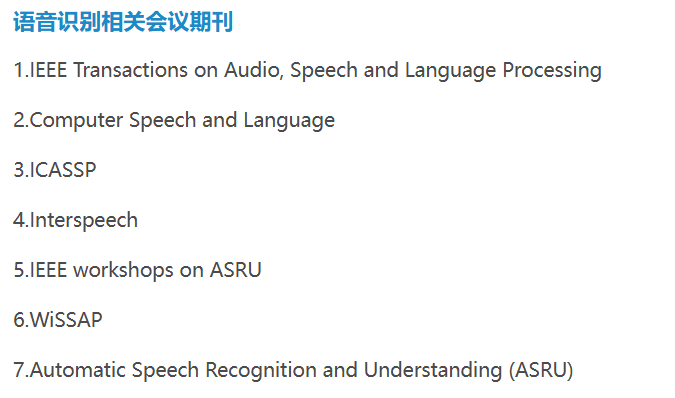 语音识别相关会议期刊
1.IEEE Transactions on Audio, Speech and Language Processing
2.Computer Speech and Language
3.ICASSP
4.Interspeech
5.IEEE workshops on ASRU
6.WiSSAP
7.Automatic Speech Recognition and Understanding (ASRU)